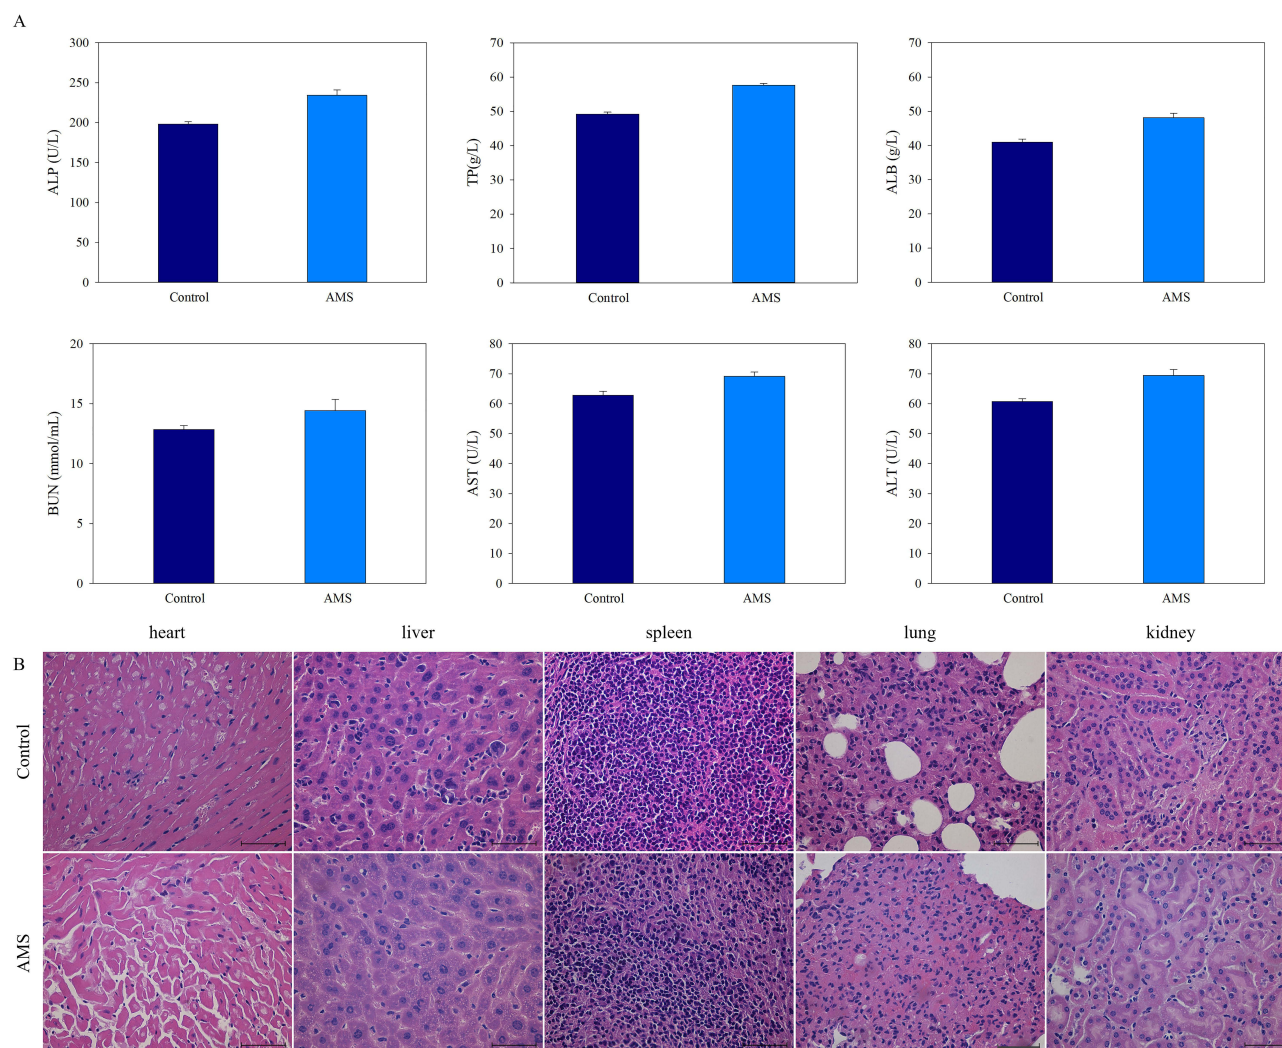 A
300
250
200
150
100
50
0
ALP (U/L)
Control AMS
70
60
50
40
30
20
10
0
TP(g/L)
Control AMS
70
60
50
40
30
20
10
0
ALB (g/L)
Control AMS
20
15
10
5
0
BUN (mmol/mL)
Control AMS
80
70
60
50
40
30
20
10
0
AST (U/L)
Control AMS
80
70
60
50
40
30
20
10
0
ALT (U/L)
Control AMS
heart liver spleen lung kidney
B
Control
AMS